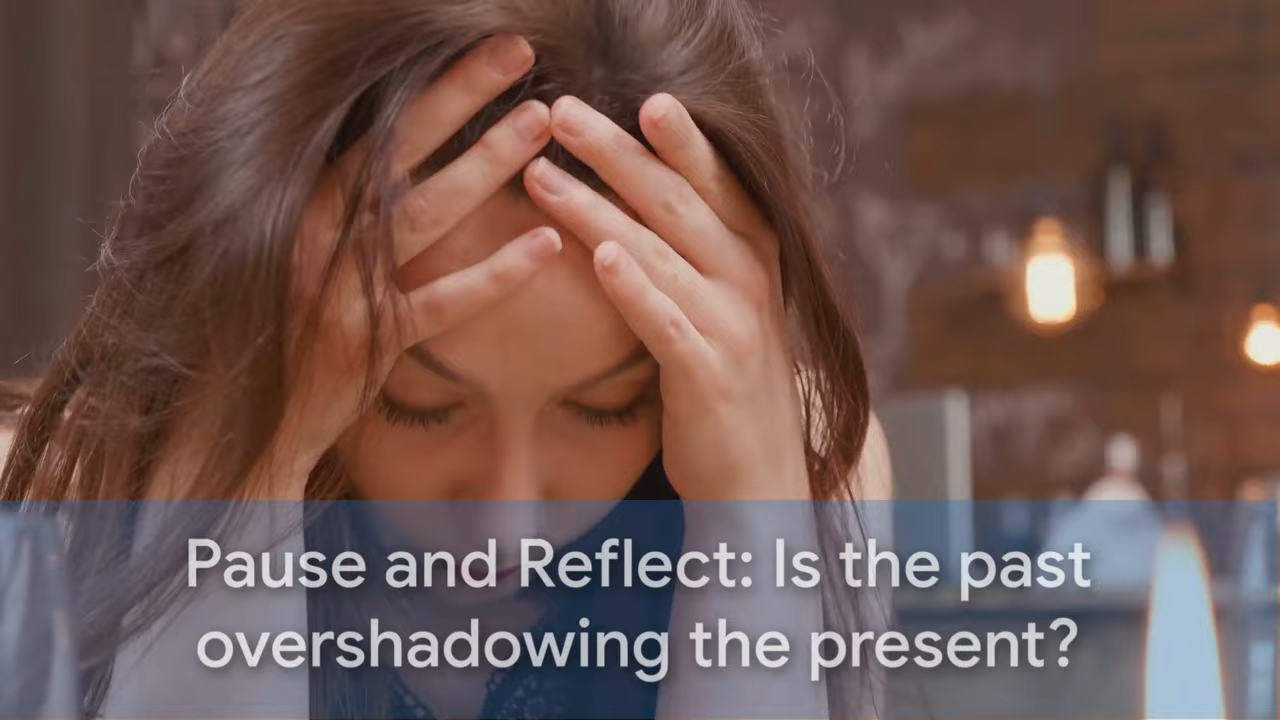 Pause and Reflect: Is the past
overshadowing the present?